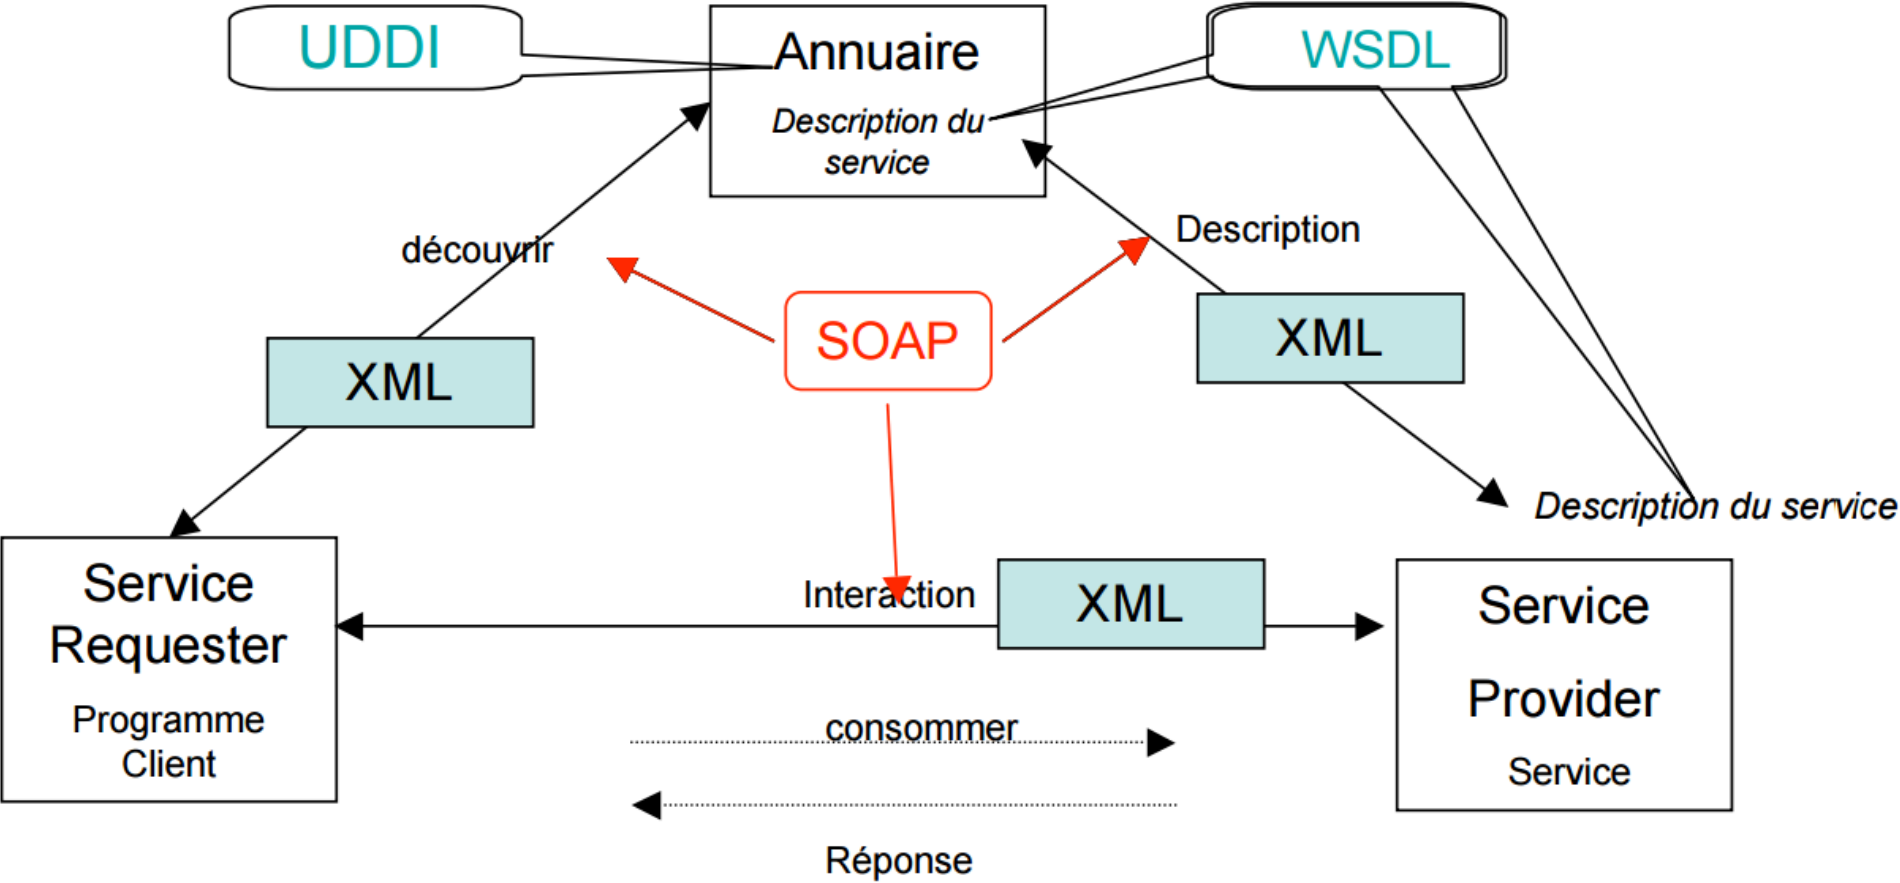 UDDI
Annuaire
WSDL
Description du
service
découvrir
Description
SOAP
XML
XML
Description du service
Service
Requester
Programme
Client
Interaction
XML
Service
Provider
Service
consommer
Réponse